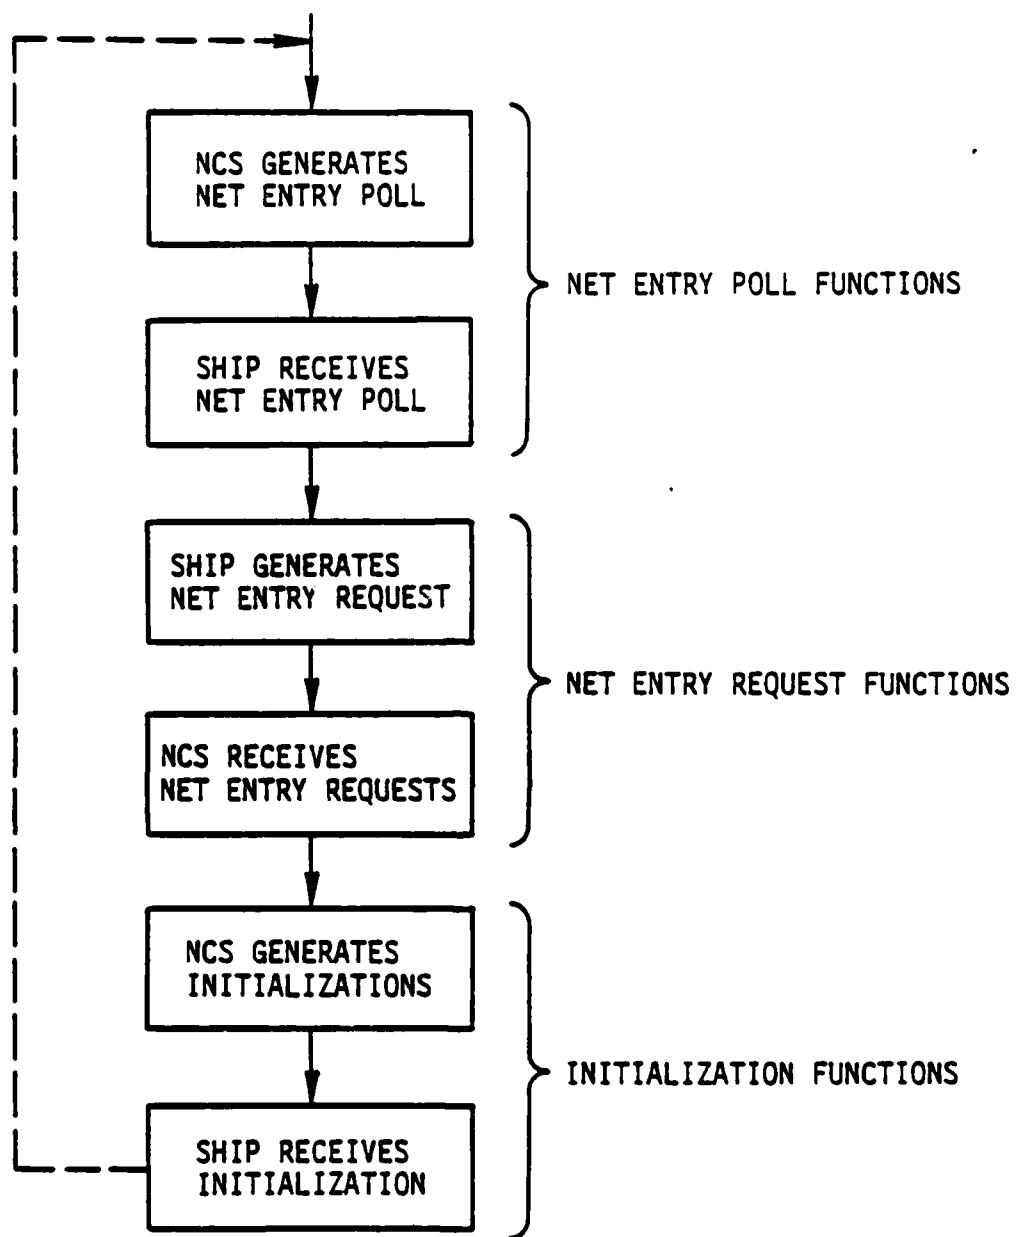 NCS GENERATES
NET ENTRY POLL
NET ENTRY POLL FUNCTIONS
SHIP RECEIVES
NET ENTRY POLL
SHIP GENERATES
NET ENTRY REQUEST
NET ENTRY REQUEST FUNCTIONS
NCS RECEIVES
NET ENTRY REQUESTS
NCS GENERATES
INITIALIZATIONS
INITIALIZATION FUNCTIONS
SHIP RECEIVES
INITIALIZATION